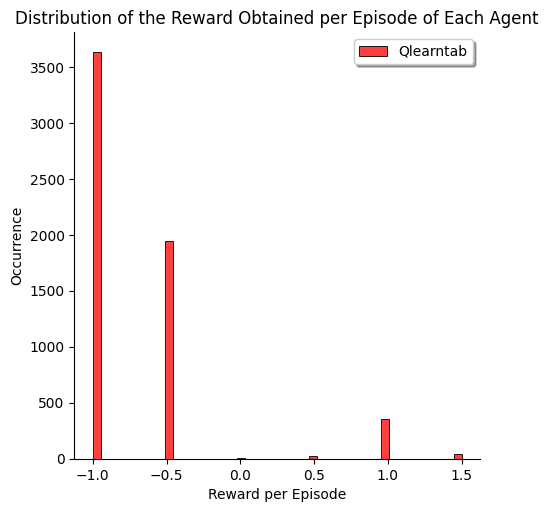 Distribution of the Reward Obtained per Episode of Each Agent
Qlearntab
3500
3000
2500
2000
1500
1000
500
0
Occurrence
−1.0 −0.5 0.0 0.5 1.0 1.5
Reward per Episode